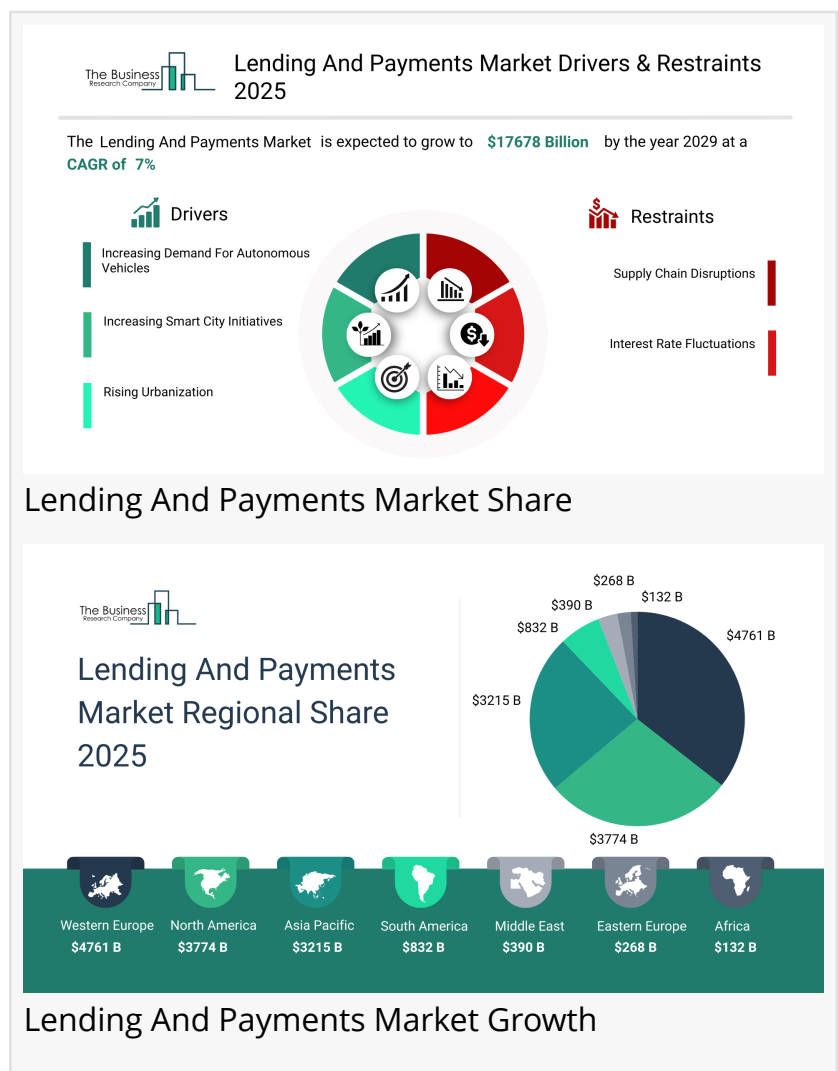 The Business
Research Company
Lending And Payments Market Drivers & Restraints
2025
The Lending And Payments Market is expected to grow to $17678 Billion by the year 2029 at a
CAGR of 7%
Drivers
Restraints
Increasing Demand For Autonomous
Vehicles
Increasing Smart City Initiatives
Rising Urbanization
Supply Chain Disruptions
Interest Rate Fluctuations
Lending And Payments Market Share
The Business
Research Company
Lending And Payments
Market Regional Share
2025
$268 B
$132 B
$390 B
$832 B
$4761 B
$3215 B
$3774 B
Western Europe
$4761 B
North America
$3774 B
Asia Pacific
$3215 B
South America
$832 B
Middle East
$390 B
Eastern Europe
$268 B
Africa
$132 B
Lending And Payments Market Growth